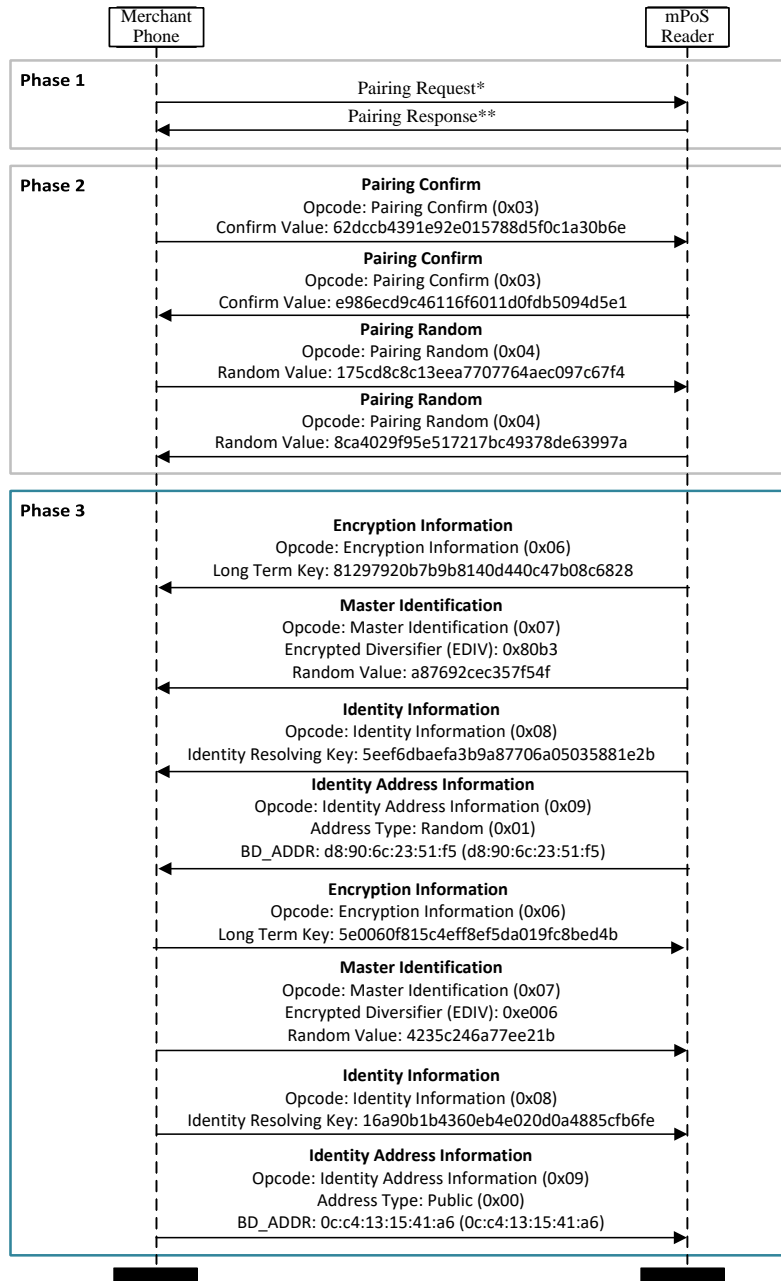 Merchant
Phone
mPoS
Reader
Phase 1
Pairing Request*
Pairing Response**
Phase 2
Pairing Confirm
Opcode: Pairing Confirm (0x03)
Confirm Value: 62dccb4391e92e015788d5f0c1a30b6e
Pairing Confirm
Opcode: Pairing Confirm (0x03)
Confirm Value: e986ecd9c46116f6011d0fdb5094d5e1
Pairing Random
Opcode: Pairing Random (0x04)
Random Value: 175cd8c8c13eea7707764aec097c67f4
Pairing Random
Opcode: Pairing Random (0x04)
Random Value: 8ca4029f95e517217bc49378de63997a
Phase 3
Encryption Information
Opcode: Encryption Information (0x06)
Long Term Key: 81297920b7b9b8140d440c47b08c6828
Master Identification
Opcode: Master Identification (0x07)
Encrypted Diversifier (EDIV): 0x80b3
Random Value: a87692cec357f54f
Identity Information
Opcode: Identity Information (0x08)
Identity Resolving Key: 5eef6dbaefa3b9a87706a05035881e2b
Identity Address Information
Opcode: Identity Address Information (0x09)
Address Type: Random (0x01)
BD_ADDR: d8:90:6c:23:51:f5 (d8:90:6c:23:51:f5)
Encryption Information
Opcode: Encryption Information (0x06)
Long Term Key: 5e0060f815c4eff8ef5da019fc8bed4b
Master Identification
Opcode: Master Identification (0x07)
Encrypted Diversifier (EDIV): 0xe006
Random Value: 4235c246a77ee21b
Identity Information
Opcode: Identity Information (0x08)
Identity Resolving Key: 16a90b1b4360eb4e020d0a4885cfb6fe
Identity Address Information
Opcode: Identity Address Information (0x09)
Address Type: Public (0x00)
BD_ADDR: 0c:c4:13:15:41:a6 (0c:c4:13:15:41:a6)